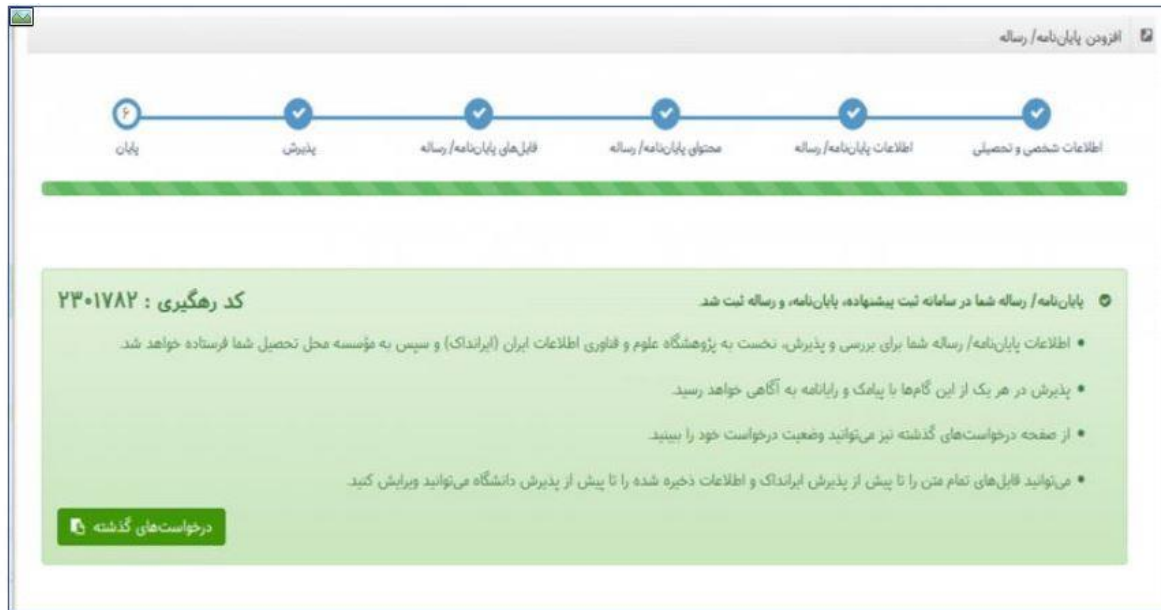 افزودن پایان‌نامه/ رساله
اطلاعات شخصی و تحصیلی
اطلاعات پایان‌نامه/ رساله
محتوای پایان‌نامه/ رساله
فایل‌های پایان‌نامه/ رساله
پذیرش
۶
پایان
پایان‌نامه/ رساله شما در سامانه ثبت پیشنهاده، پایان‌نامه، و رساله ثبت شد.
کد رهگیری : ۲۳۰۱۷۸۲
• اطلاعات پایان‌نامه/ رساله شما برای بررسی و پذیرش، نخست به پژوهشگاه علوم و فناوری اطلاعات ایران (ایرانداک) و سپس به مؤسسه محل تحصیل شما فرستاده خواهد شد.
• پذیرش در هر یک از این گام‌ها با پیامک و رایانامه به آگاهی خواهد رسید.
• از صفحه درخواست‌های گذشته نیز می‌توانید وضعیت درخواست خود را ببینید.
• می‌توانید فایل‌های تمام متن را تا پیش از پذیرش ایرانداک و اطلاعات ذخیره شده را تا پیش از پذیرش دانشگاه می‌توانید ویرایش کنید.
درخواست‌های گذشته